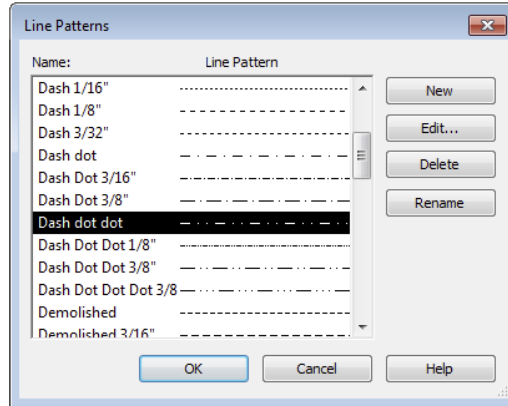 Line Patterns
Name: Line Pattern
Dash 1/16"
Dash 1/8"
Dash 3/32"
Dash dot
Dash Dot 3/16"
Dash Dot 3/8"
Dash dot dot
Dash Dot Dot 1/8"
Dash Dot Dot 3/8"
Dash Dot Dot Dot 3/8
Demolished
Demolished 3/16"
New
Edit...
Delete
Rename
OK Cancel Help